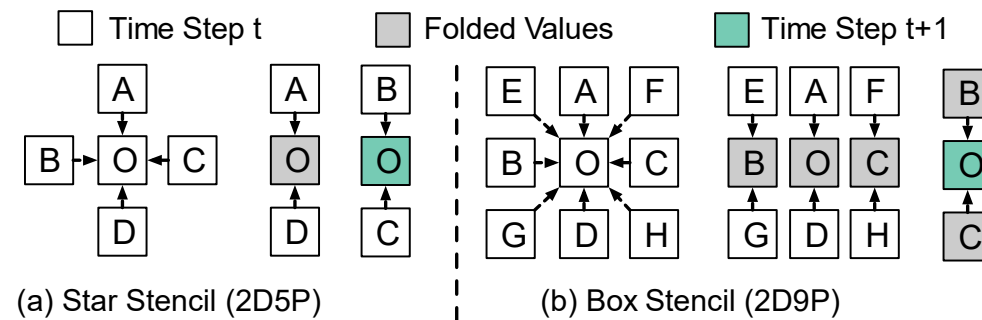 Time Step t Folded Values Time Step t+1
A A B E A F E A F B
B O C O O B O C B O C O
D D C G D H G D H C
(a) Star Stencil (2D5P) (b) Box Stencil (2D9P)